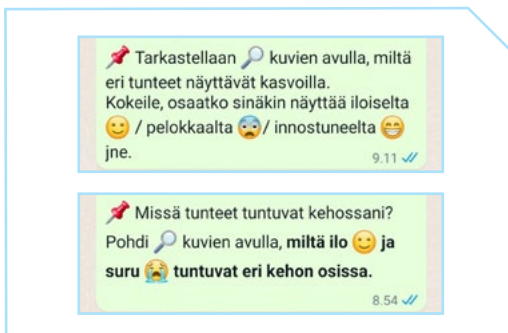 📌 Tarkastellaan 🔎 kuvien avulla, miltä
eri tunteet näyttävät kasvoilla.
Kokeile, osaatko sinäkin näyttää iloiselta
🙂 / pelokkaalta 😨/ innostuneelta 😁
jne.
9.11
📌 Missä tunteet tuntuvat kehossani?
Pohdi 🔎 kuvien avulla, miltä ilo 🙂 ja
suru 😭 tuntuvat eri kehon osissa.
8.54